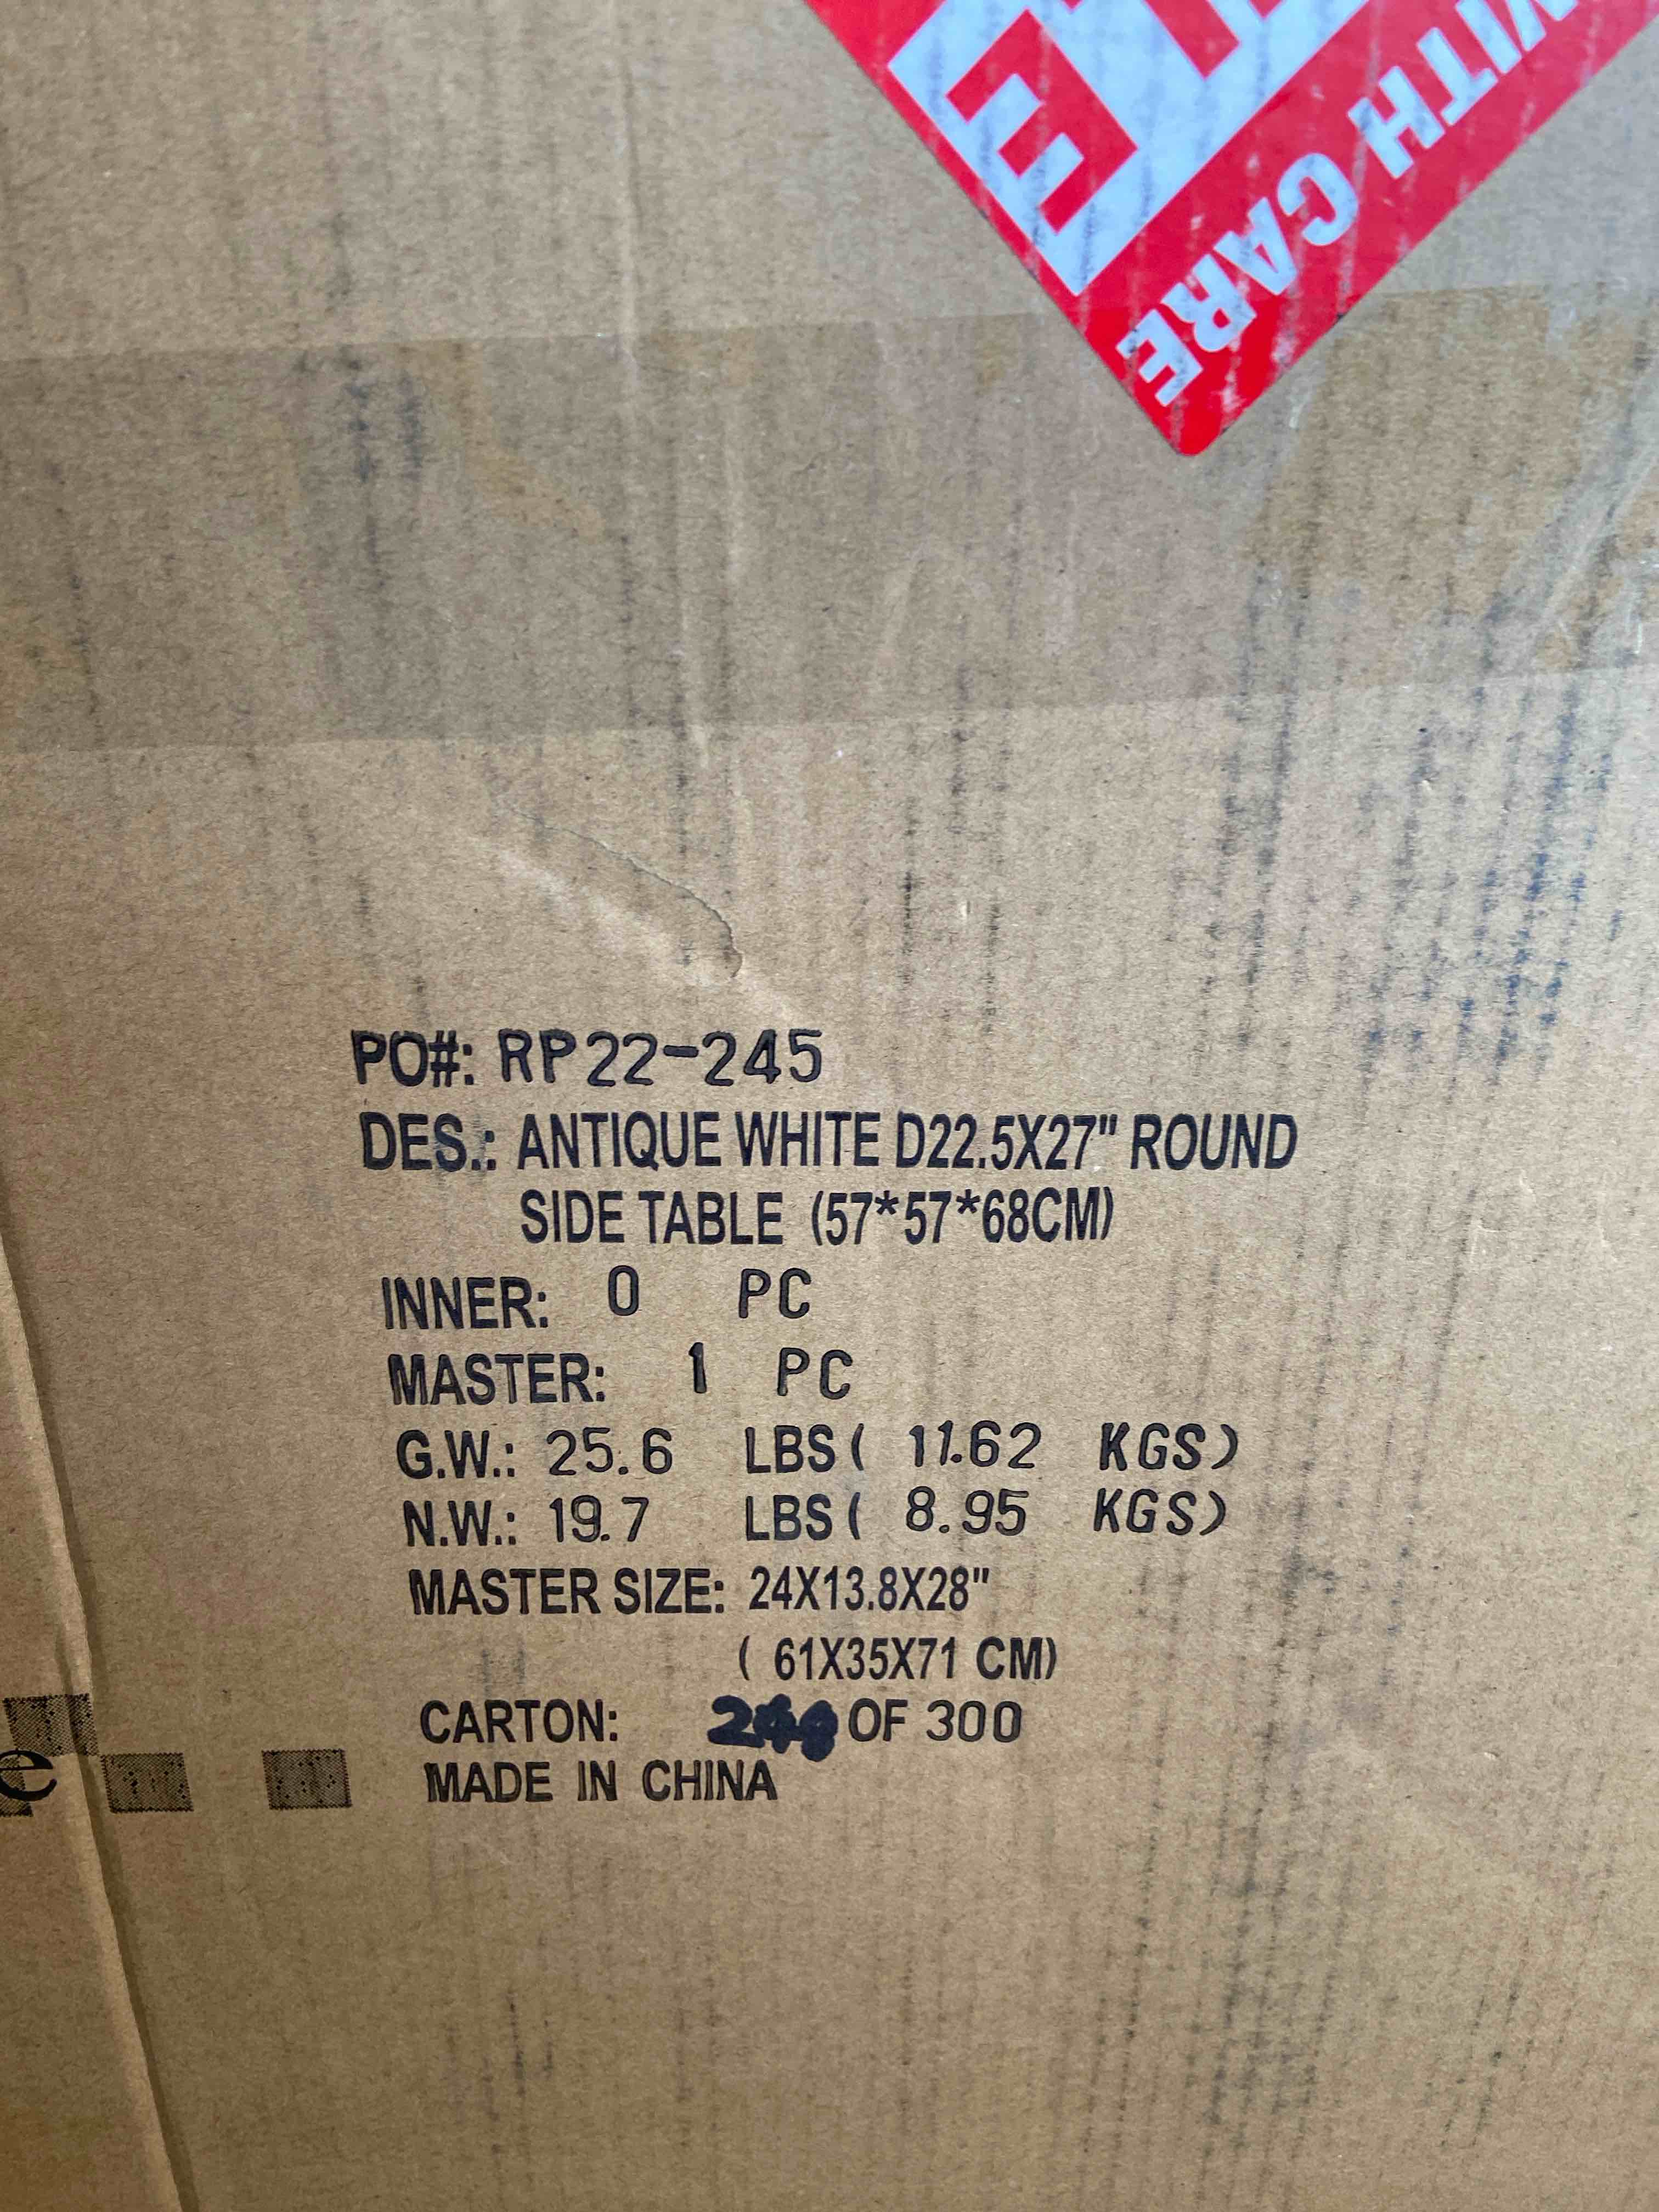 WITH CARE
PO#: RP22-245
DES.: ANTIQUE WHITE D22.5X27" ROUND
SIDE TABLE (57*57*68CM)
INNER: 0 PC
MASTER: 1 PC
G.W.: 25.6 LBS( 11.62 KGS)
N.W.: 19.7 LBS( 8.95 KGS)
MASTER SIZE: 24X13.8X28"
( 61X35X71 CM)
CARTON: OF 300
MADE IN CHINA